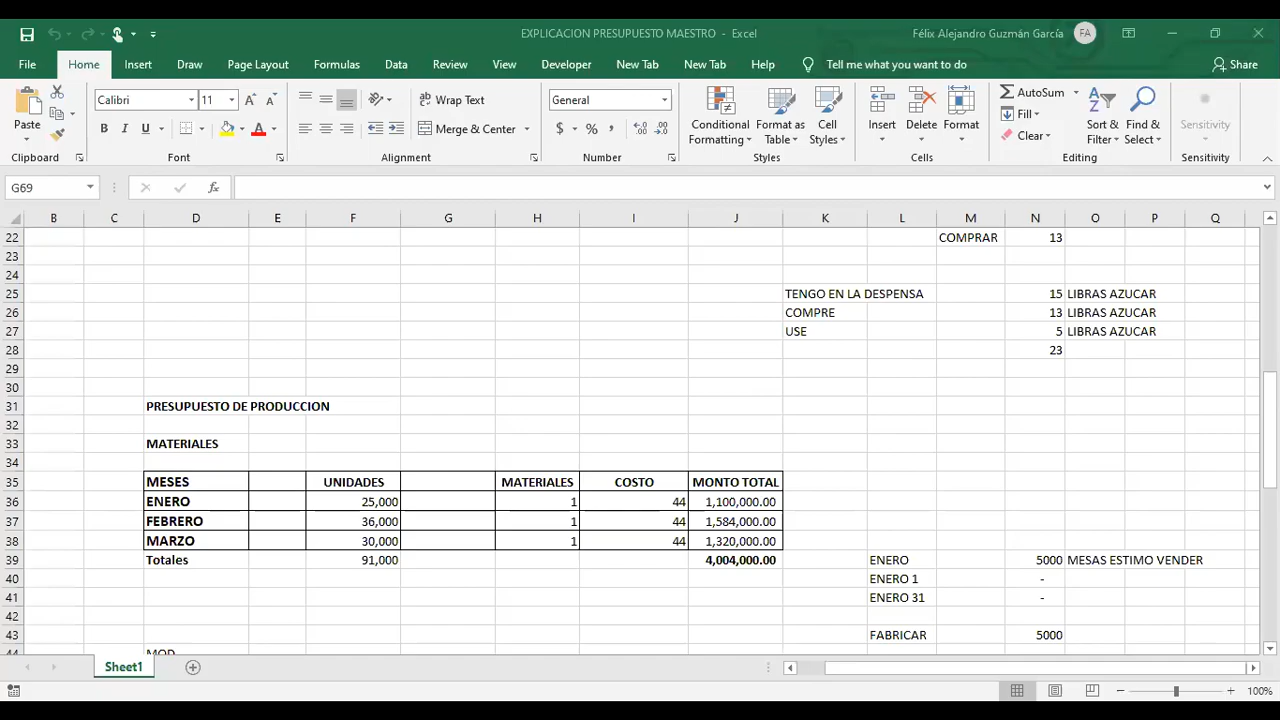 EXPLICACION PRESUPUESTO MAESTRO - Excel
Félix Alejandro Guzmán García
FA
File Home Insert Draw Page Layout Formulas Data Review View Developer New Tab New Tab Help Tell me what you want to do Share
Paste
Calibri 11
Wrap Text
Merge & Center
General
Conditional Formatting
Format as Table
Cell Styles
Insert Delete Format
AutoSum
Fill
Clear
Sort & Filter
Find & Select
Sensitivity
Clipboard Font Alignment Number Styles Cells Editing Sensitivity
G69 fx
B C D E F G H I J K L M N O P Q
22 COMPRAR 13
23
24
25 TENGO EN LA DESPENSA 15 LIBRAS AZUCAR
26 COMPRE 13 LIBRAS AZUCAR
27 USE 5 LIBRAS AZUCAR
28 23
29
30
31 PRESUPUESTO DE PRODUCCION
32
33 MATERIALES
34
35 MESES UNIDADES MATERIALES COSTO MONTO TOTAL
36 ENERO 25,000 1 44 1,100,000.00
37 FEBRERO 36,000 1 44 1,584,000.00
38 MARZO 30,000 1 44 1,320,000.00
39 Totales 91,000 4,004,000.00 ENERO 5000 MESAS ESTIMO VENDER
40 ENERO 1 -
41 ENERO 31 -
42
43 FABRICAR 5000
44 MOD
Sheet1
100%